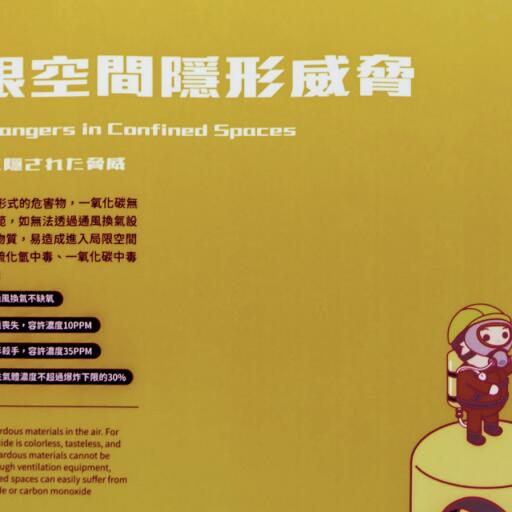 限空間隱形威脅
angers in Confined Spaces
隠された脅威
形式的危害物，一氧化碳無
範，如無法透過通風換氣設
物質，易造成進入局限空間
硫化氫中毒、一氧化碳中毒
風換氣不缺氧
喪失，容許濃度10PPM
殺手，容許濃度35PPM
氣體濃度不超過爆炸下限的30%
rdous materials in the air. For
ide is colorless, tasteless, and
ardous materials cannot be
ugh ventilation equipment,
ed spaces can easily suffer from
de or carbon monoxide